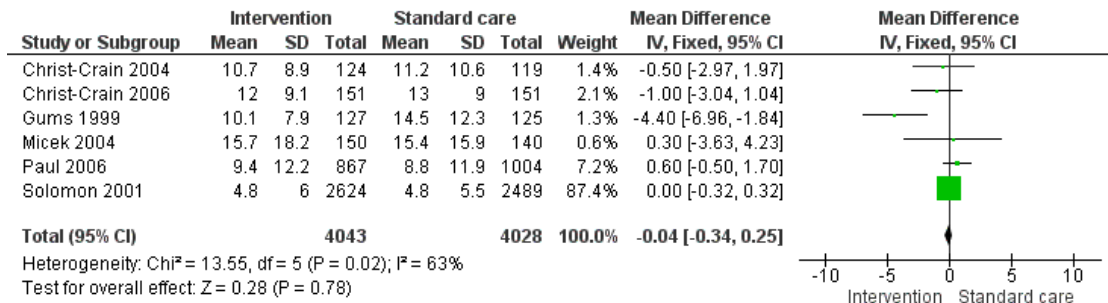 Intervention Standard care Mean Difference Mean Difference
Study or Subgroup Mean SD Total Mean SD Total Weight IV, Fixed, 95% CI IV, Fixed, 95% CI
Christ-Crain 2004 10.7 8.9 124 11.2 10.6 119 1.4% -0.50 [-2.97, 1.97]
Christ-Crain 2006 12 9.1 151 13 9 151 2.1% -1.00 [-3.04, 1.04]
Gums 1999 10.1 7.9 127 14.5 12.3 125 1.3% -4.40 [-6.96, -1.84]
Micek 2004 15.7 18.2 150 15.4 15.9 140 0.6% 0.30 [-3.63, 4.23]
Paul 2006 9.4 12.2 867 8.8 11.9 1004 7.2% 0.60 [-0.50, 1.70]
Solomon 2001 4.8 6 2624 4.8 5.5 2489 87.4% 0.00 [-0.32, 0.32]
Total (95% CI) 4043 4028 100.0% -0.04 [-0.34, 0.25]
Heterogeneity: Chi² = 13.55, df = 5 (P = 0.02); I² = 63%
Test for overall effect: Z = 0.28 (P = 0.78)
-10 -5 0 5 10
Intervention Standard care